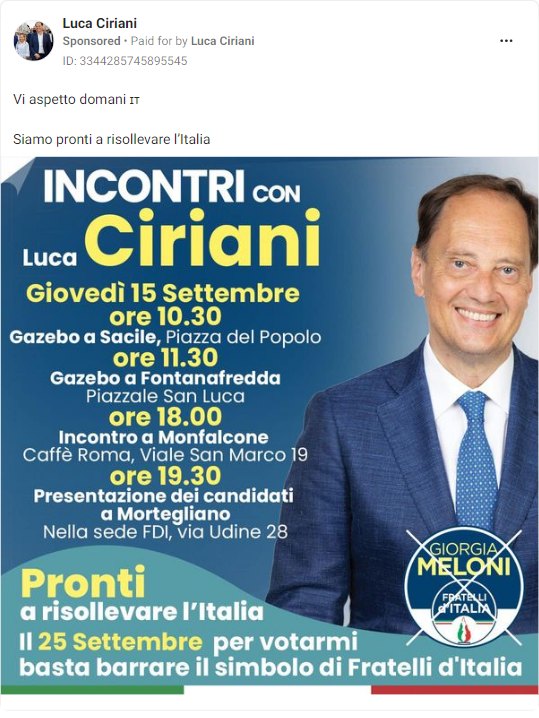 Luca Ciriani
Sponsored • Paid for by Luca Ciriani
ID: 3344285745895545
Vi aspetto domani ɪᴛ
Siamo pronti a risollevare l'Italia
INCONTRI CON
Luca Ciriani
Giovedì 15 Settembre
ore 10.30
Gazebo a Sacile, Piazza del Popolo
ore 11.30
Gazebo a Fontanafredda
Piazzale San Luca
ore 18.00
Incontro a Monfalcone
Caffè Roma, Viale San Marco 19
ore 19.30
Presentazione dei candidati
a Mortegliano
Nella sede FDI, via Udine 28
GIORGIA
MELONI
FRATELLI
d'ITALIA
Pronti
a risollevare l'Italia
Il 25 Settembre per votarmi
basta barrare il simbolo di Fratelli d'Italia